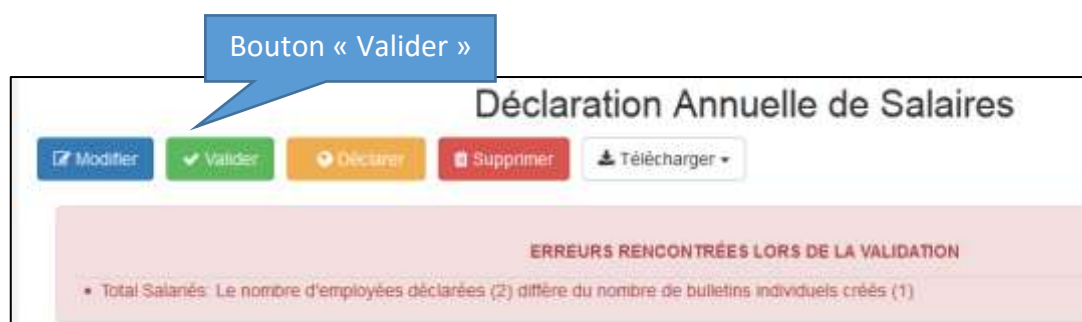 Bouton « Valider »
Déclaration Annuelle de Salaires
Modifier Valider Déclarer Supprimer Télécharger
ERREURS RENCONTRÉES LORS DE LA VALIDATION
• Total Salariés: Le nombre d'employées déclarées (2) diffère du nombre de bulletins individuels créés (1)